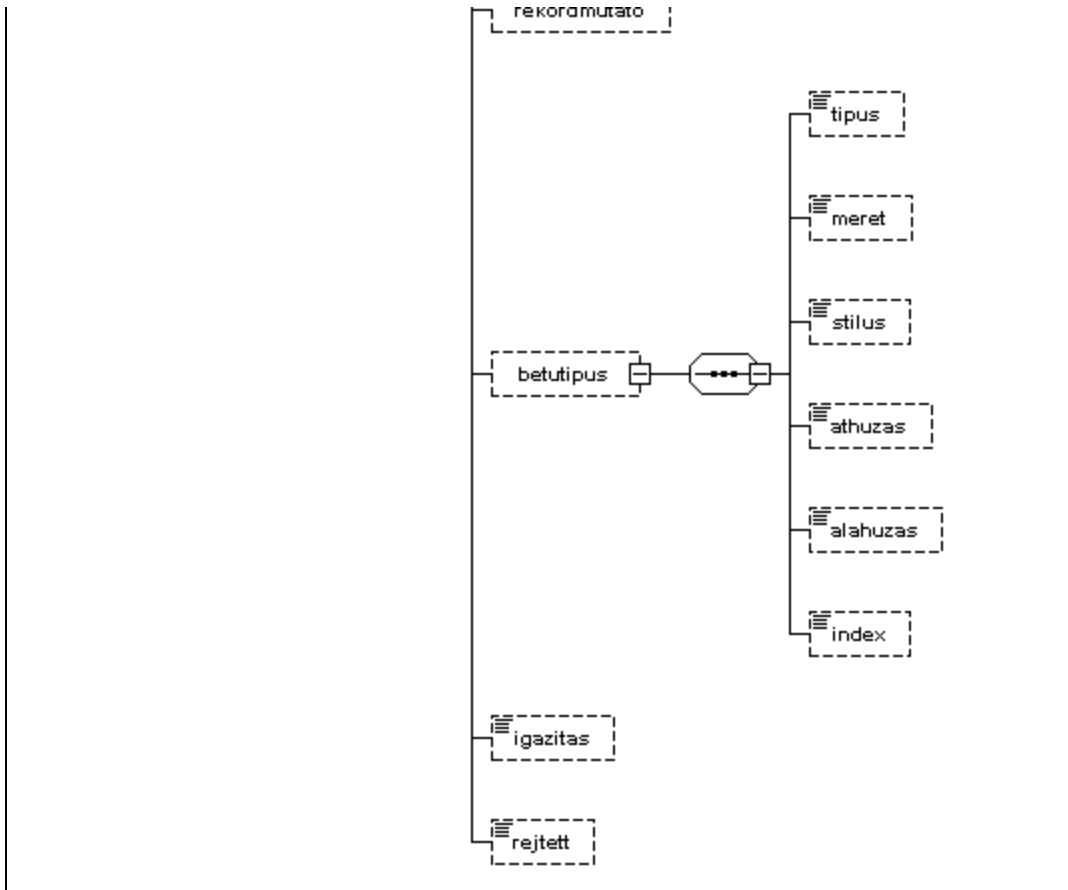 rekordmutato
tipus
meret
stilus
betutipus
athuzas
alahuzas
index
igazitas
rejtett